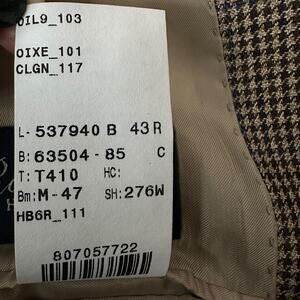 OIL9_103
OIXE_101
CLGN_117
L- 537940 B 43R
B: 63504 - 85 C
T: T410 HC:
Bm: M - 47 SH: 276W
HB6R_111
807057722